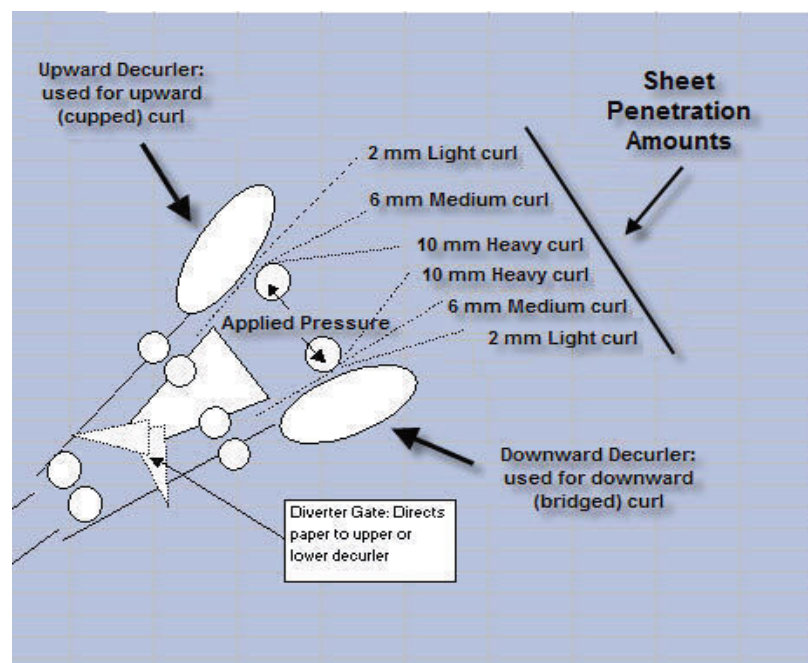 Upward Decurler:
used for upward
(cupped) curl
Sheet
Penetration
Amounts
2 mm Light curl
6 mm Medium curl
10 mm Heavy curl
10 mm Heavy curl
6 mm Medium curl
2 mm Light curl
Applied Pressure
Downward Decurler:
used for downward
(bridged) curl
Diverter Gate: Directs
paper to upper or
lower decurler